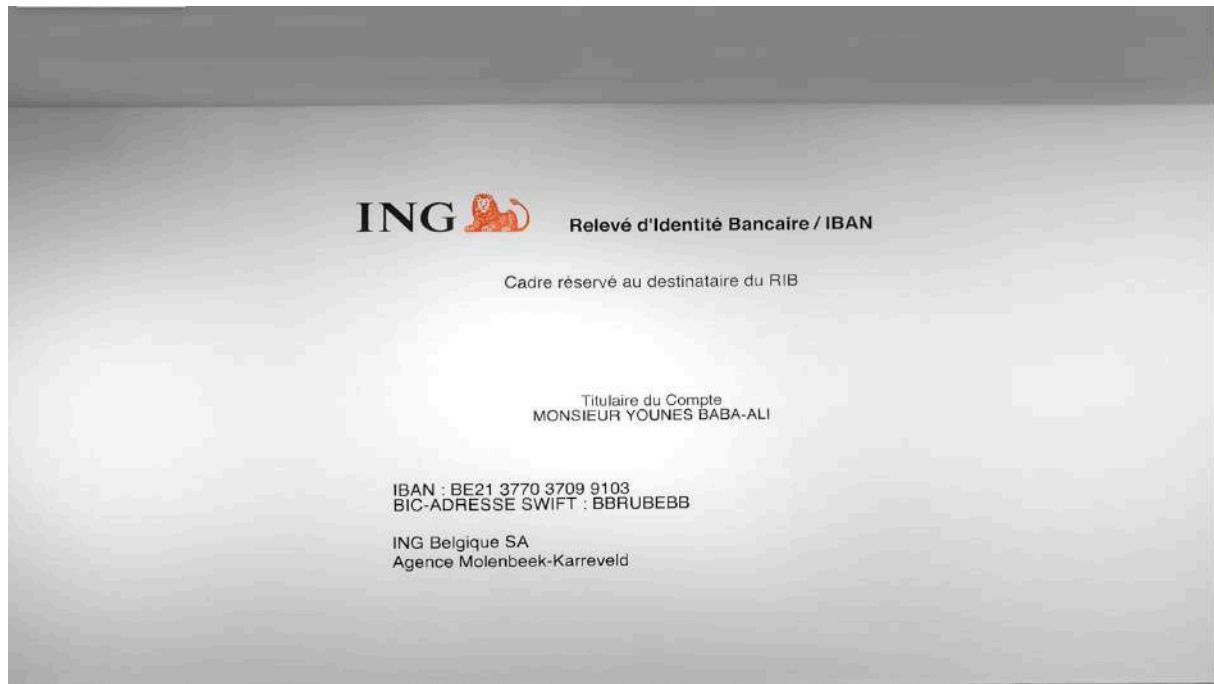 ING
Relevé d'Identité Bancaire / IBAN
Cadre réservé au destinataire du RIB
Titulaire du Compte
MONSIEUR YOUNES BABA-ALI
IBAN : BE21 3770 3709 9103
BIC-ADRESSE SWIFT : BBRUBEBB
ING Belgique SA
Agence Molenbeek-Karreveld